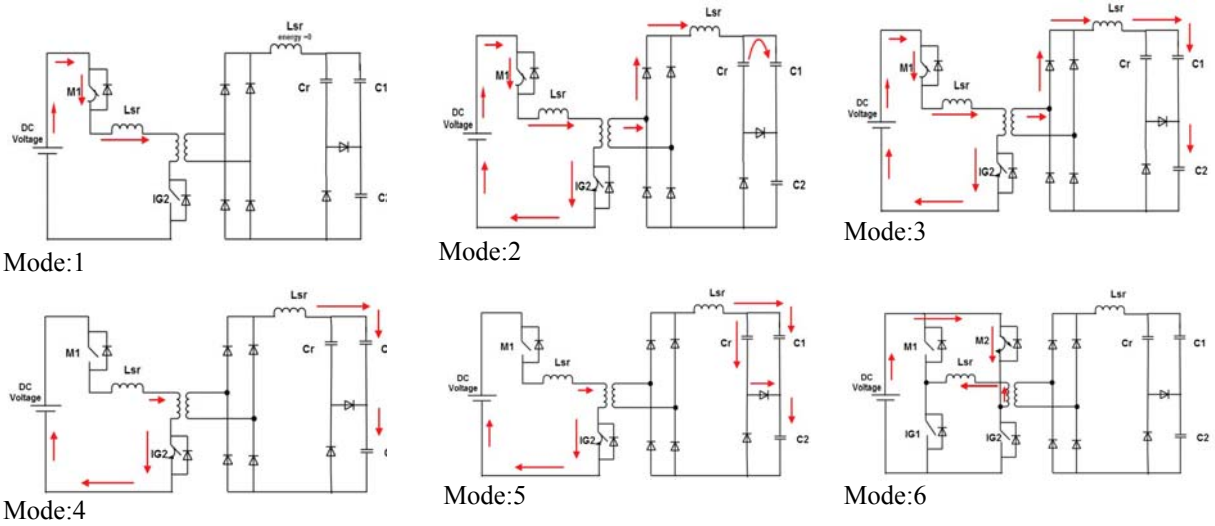 Lsr
energy =0
M1
Cr
C1
Lsr
DC
Voltage
IG2
C2
Mode:1
Lsr
M1
Cr
C1
Lsr
DC
Voltage
IG2
C2
Mode:2
Lsr
M1
Cr
C1
Lsr
DC
Voltage
IG2
C2
Mode:3
Lsr
M1
Cr
Lsr
DC
Voltage
IG2
Mode:4
Lsr
M1
Cr
C1
Lsr
DC
Voltage
IG2
C2
Mode:5
Lsr
M1
M2
Cr
C1
Lsr
DC
Voltage
IG1
IG2
C2
Mode:6